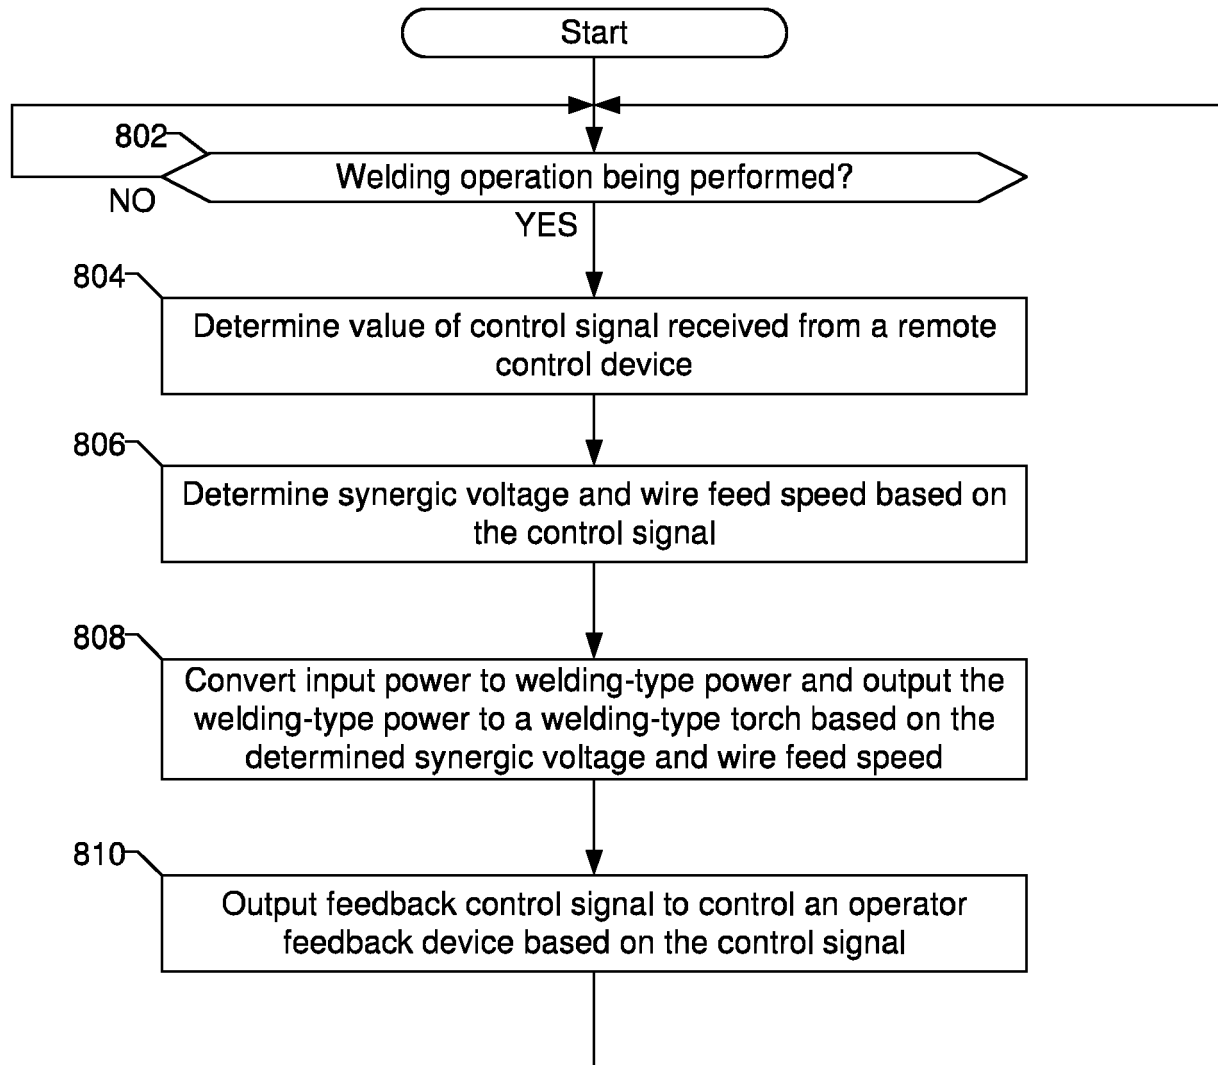 Start
802
Welding operation being performed?
NO
YES
804
Determine value of control signal received from a remote
control device
806
Determine synergic voltage and wire feed speed based on
the control signal
808
Convert input power to welding-type power and output the
welding-type power to a welding-type torch based on the
determined synergic voltage and wire feed speed
810
Output feedback control signal to control an operator
feedback device based on the control signal